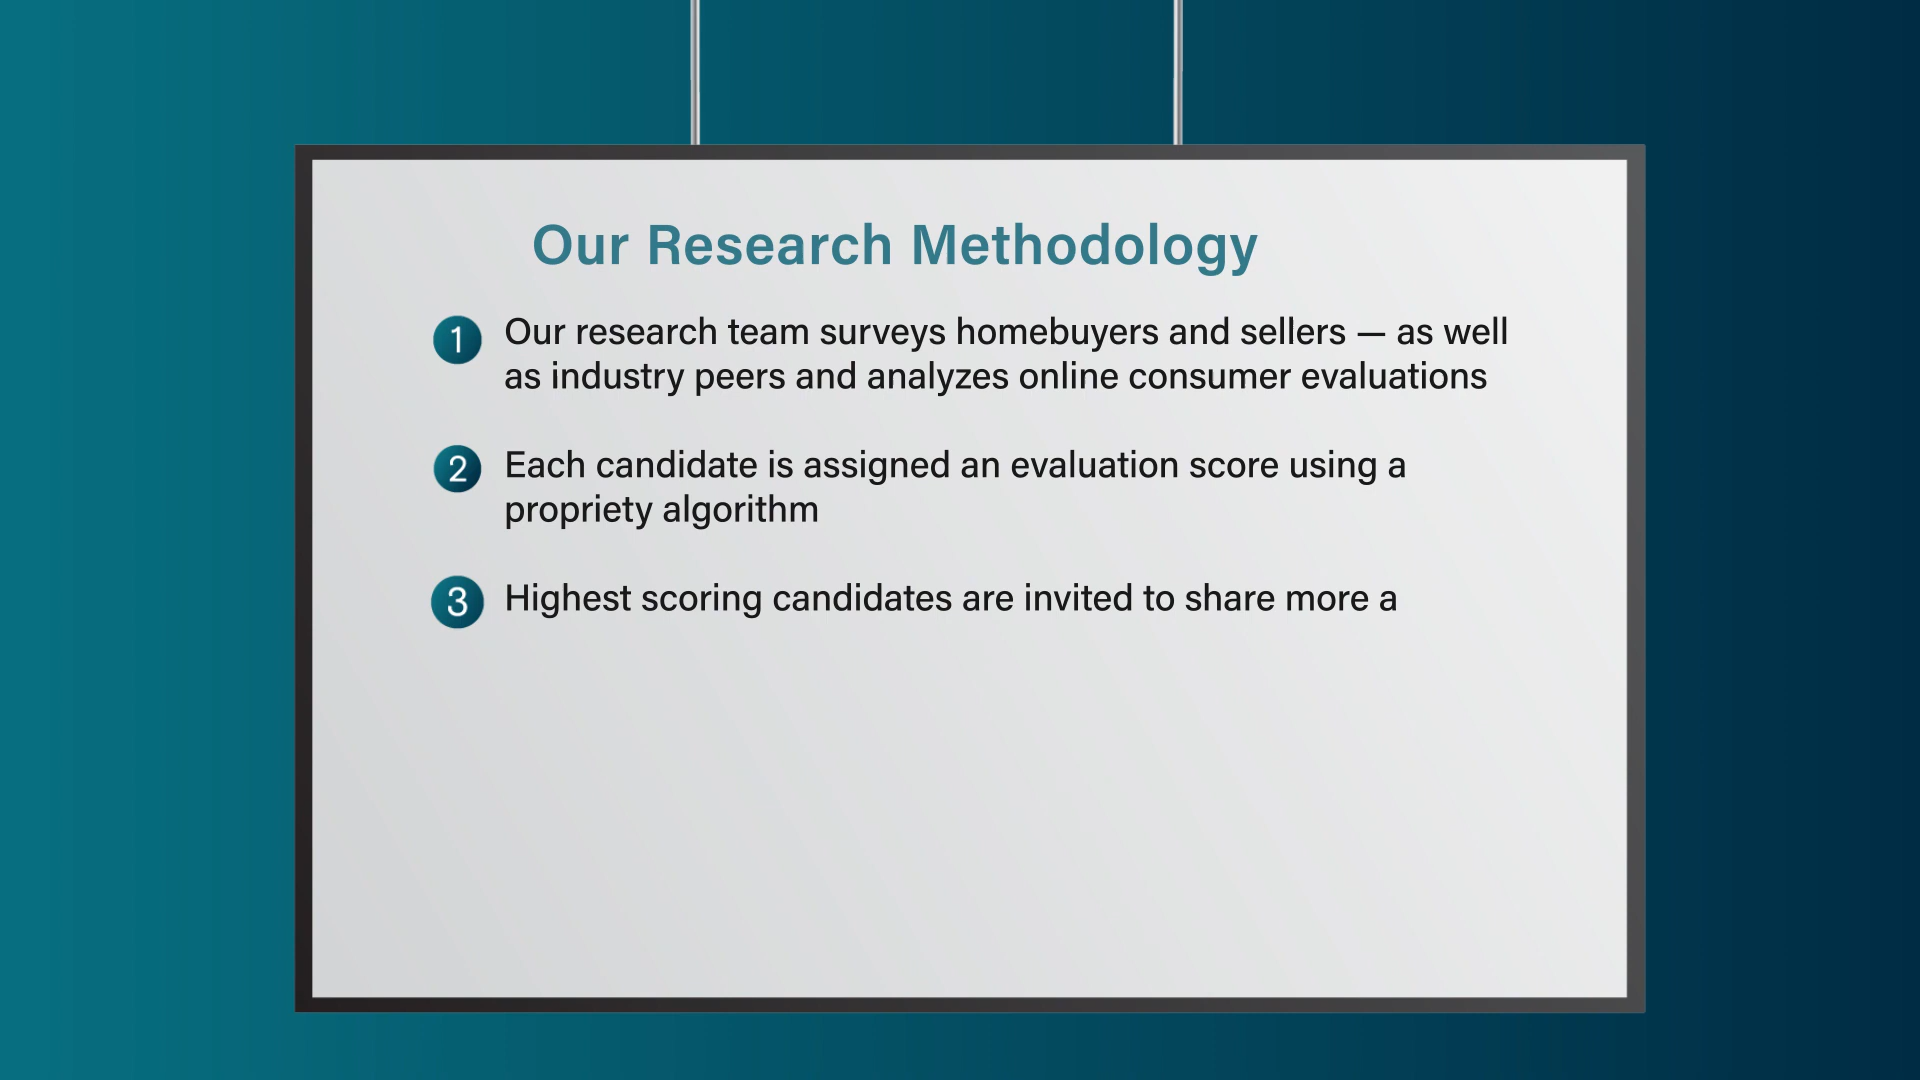 Our Research Methodology
1 Our research team surveys homebuyers and sellers — as well
as industry peers and analyzes online consumer evaluations
2 Each candidate is assigned an evaluation score using a
propriety algorithm
3 Highest scoring candidates are invited to share more a